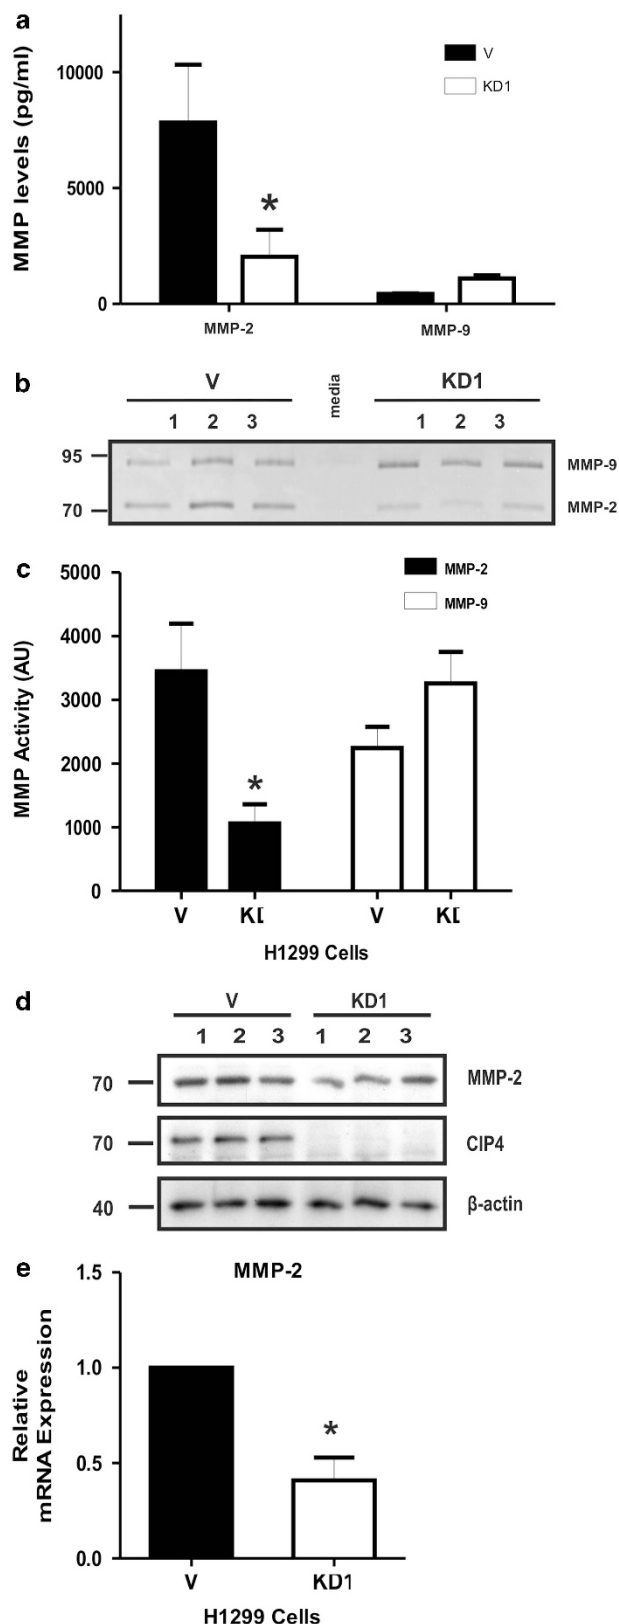 a
MMP levels (pg/ml)
10000
5000
0
V
KD1
*
MMP-2 MMP-9
b
V media KD1
1 2 3 1 2 3
95
70
MMP-9
MMP-2
c
MMP Activity (AU)
5000
4000
3000
2000
1000
0
MMP-2
MMP-9
*
V KD V KD
H1299 Cells
d
V KD1
1 2 3 1 2 3
70 MMP-2
70 CIP4
40 β-actin
e
MMP-2
Relative
mRNA Expression
1.5
1.0
0.5
0.0
*
V KD1
H1299 Cells